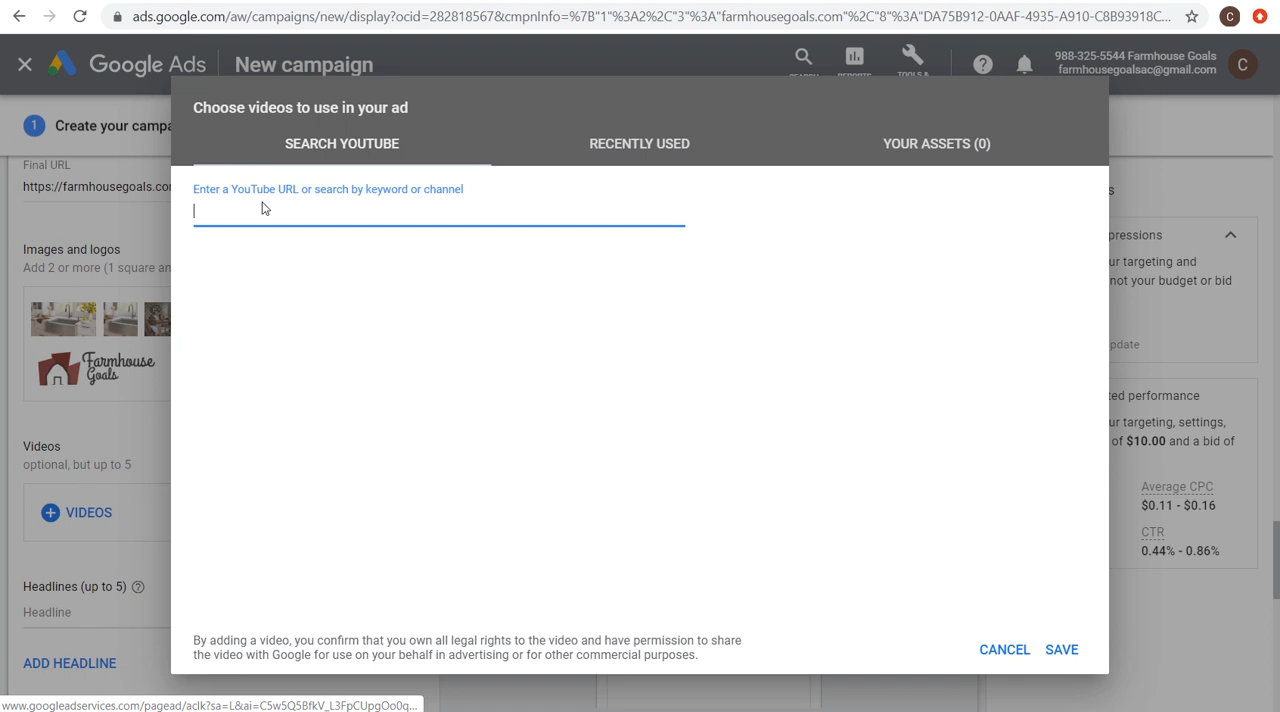 ads.google.com/aw/campaigns/new/display?ocid=282818567&cmpnInfo=%7B"1"%3A2%2C"3"%3A"farmhousegoals.com"%2C"8"%3A"DA75B912-0AAF-4935-A910-C8B93918C...
C
Google Ads
New campaign
988-325-5544 Farmhouse Goals
farmhousegoalsac@gmail.com
C
1 Create your campa
Choose videos to use in your ad
SEARCH YOUTUBE
RECENTLY USED
YOUR ASSETS (0)
Enter a YouTube URL or search by keyword or channel
Final URL
https://farmhousegoals.co
Images and logos
Add 2 or more (1 square an
Farmhouse
Goals
Videos
optional, but up to 5
VIDEOS
Headlines (up to 5)
Headline
ADD HEADLINE
pressions
ur targeting and
not your budget or bid
pdate
ted performance
ur targeting, settings,
of $10.00 and a bid of
Average CPC
$0.11 - $0.16
CTR
0.44% - 0.86%
By adding a video, you confirm that you own all legal rights to the video and have permission to share
the video with Google for use on your behalf in advertising or for other commercial purposes.
CANCEL
SAVE
www.googleadservices.com/pagead/aclk?sa=L&ai=C5w5Q5BfkV_L3FpCUpgOo0q...